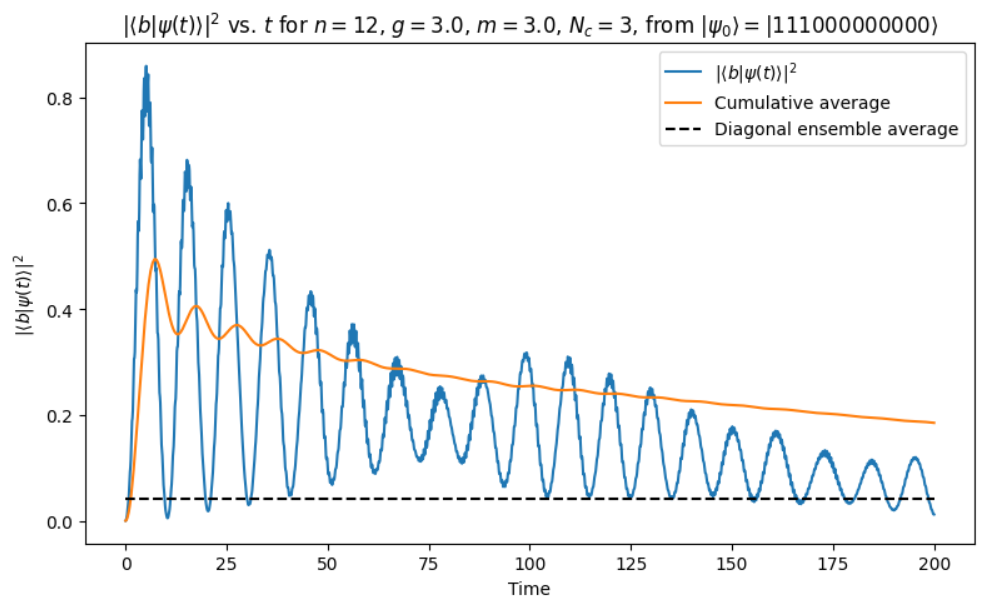 |⟨b|ψ(t)⟩|² vs. t for n = 12, g = 3.0, m = 3.0, N_c = 3, from |ψ₀⟩ = |111000000000⟩
|⟨b|ψ(t)⟩|²
Cumulative average
Diagonal ensemble average
|⟨b|ψ(t)⟩|²
0.8
0.6
0.4
0.2
0.0
0 25 50 75 100 125 150 175 200
Time